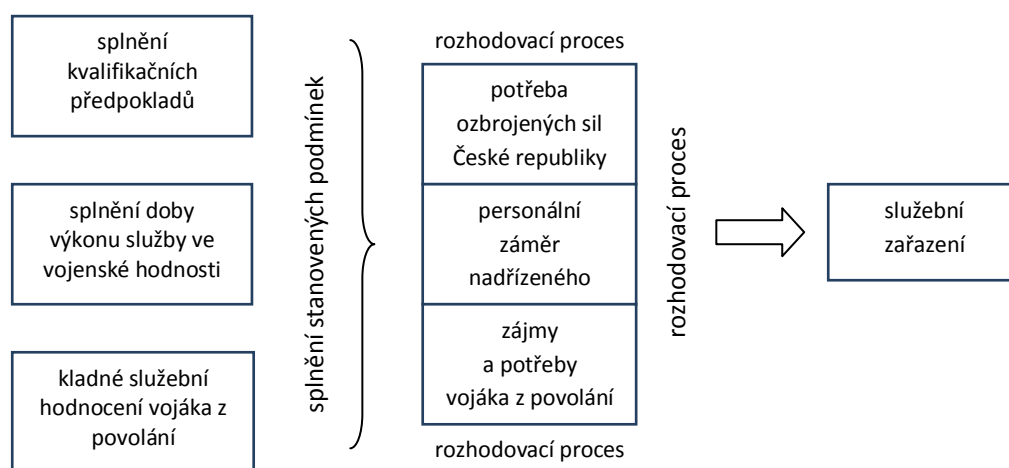 splnění
kvalifikačních
předpokladů
splnění doby
výkonu služby ve
vojenské hodnosti
kladné služební
hodnocení vojáka z
povolání
splnění stanovených podmínek
rozhodovací proces
potřeba
ozbrojených sil
České republiky
personální
záměr
nadřízeného
zájmy
a potřeby
vojáka z povolání
rozhodovací proces
rozhodovací proces
služební
zařazení